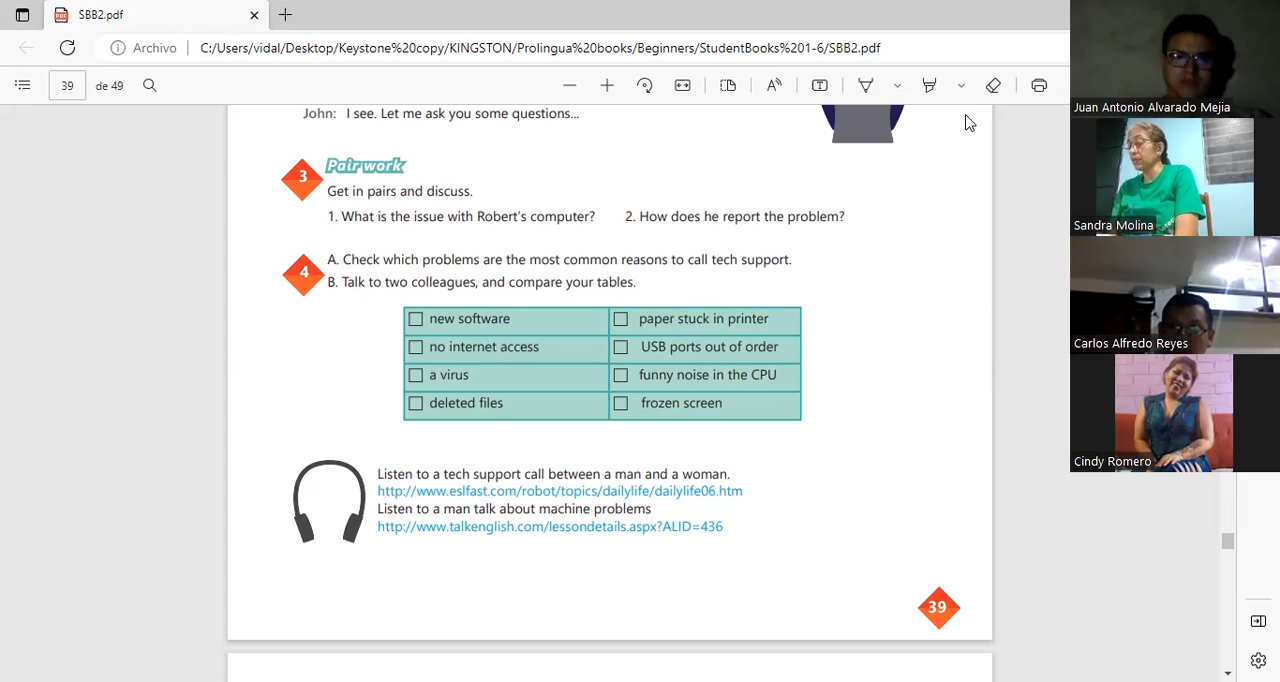 SBB2.pdf
Archivo
C:/Users/vidal/Desktop/Keystone%20copy/KINGSTON/Prolingua%20books/Beginners/StudentBooks%201-6/SBB2.pdf
39 de 49
John: I see. Let me ask you some questions...
3
Pair work
Get in pairs and discuss.
1. What is the issue with Robert's computer? 2. How does he report the problem?
4
A. Check which problems are the most common reasons to call tech support.
B. Talk to two colleagues, and compare your tables.
new software paper stuck in printer
no internet access USB ports out of order
a virus funny noise in the CPU
deleted files frozen screen
Listen to a tech support call between a man and a woman.
http://www.eslfast.com/robot/topics/dailylife/dailylife06.htm
Listen to a man talk about machine problems
http://www.talkenglish.com/lessondetails.aspx?ALID=436
39
Juan Antonio Alvarado Mejia
Sandra Molina
Carlos Alfredo Reyes
Cindy Romero